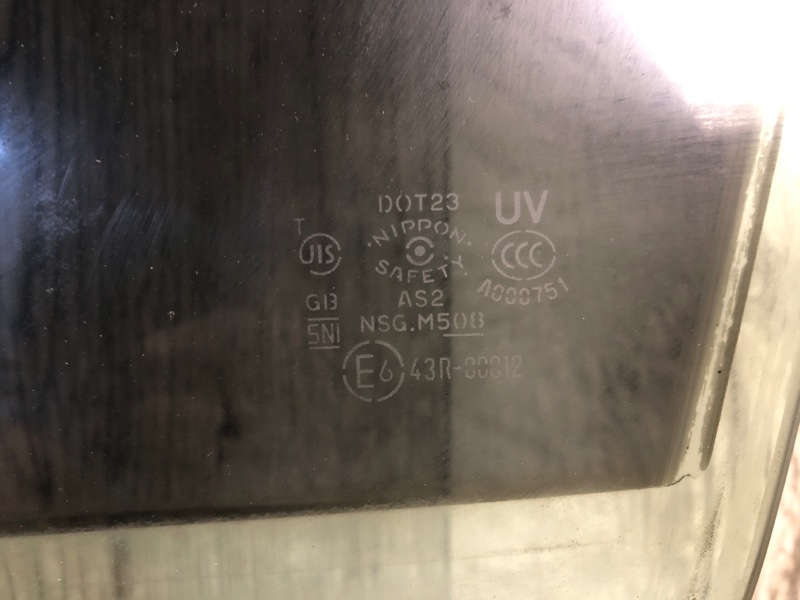 DOT23
UV
T
JIS
NIPPON
SAFETY
CCC
A000751
GB
AS2
SNI
NSG.M508
E6 43R-00012